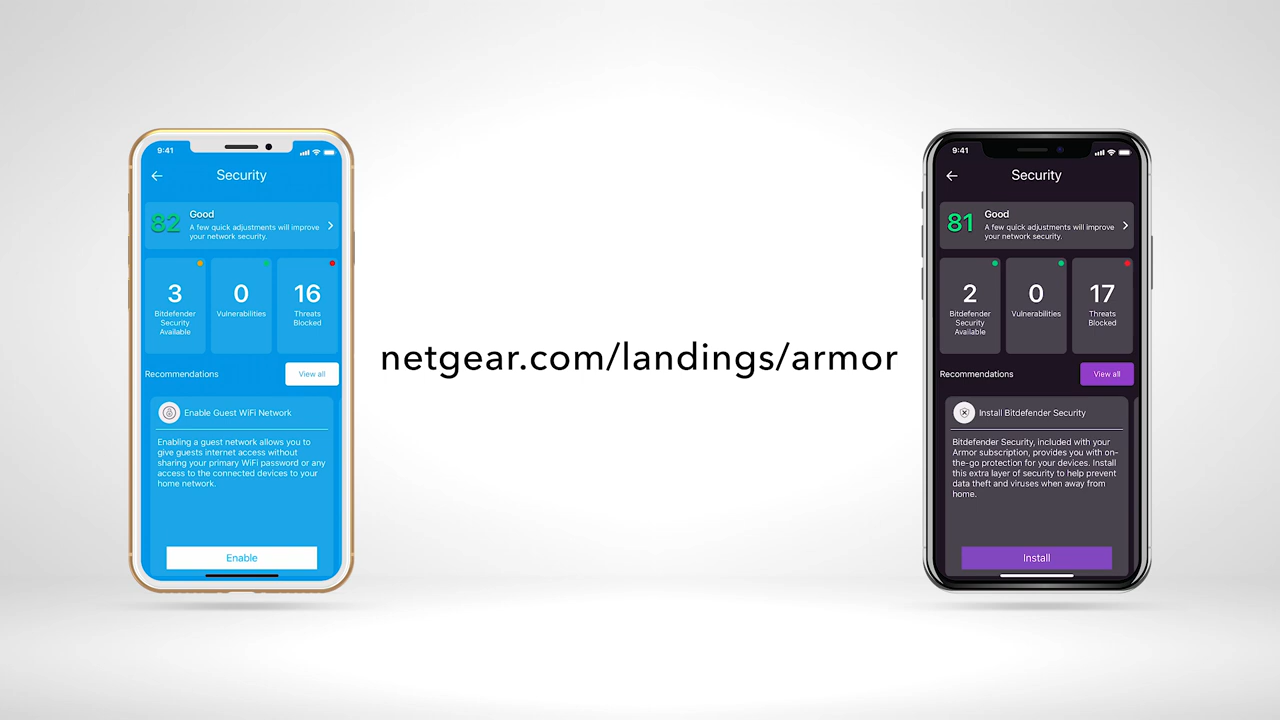 9:41
Security
82
Good
A few quick adjustments will improve
your network security.
3
Bitdefender
Security
Available
0
Vulnerabilities
16
Threats
Blocked
Recommendations
View all
Enable Guest WiFi Network
Enabling a guest network allows you to
give guests internet access without
sharing your primary WiFi password or any
access to the connected devices to your
home network.
Enable
netgear.com/landings/armor
9:41
Security
81
Good
A few quick adjustments will improve
your network security.
2
Bitdefender
Security
Available
0
Vulnerabilities
17
Threats
Blocked
Recommendations
View all
Install Bitdefender Security
Bitdefender Security, included with your
Armor subscription, provides you with on-
the-go protection for your devices. Install
this extra layer of security to help prevent
data theft and viruses when away from
home.
Install